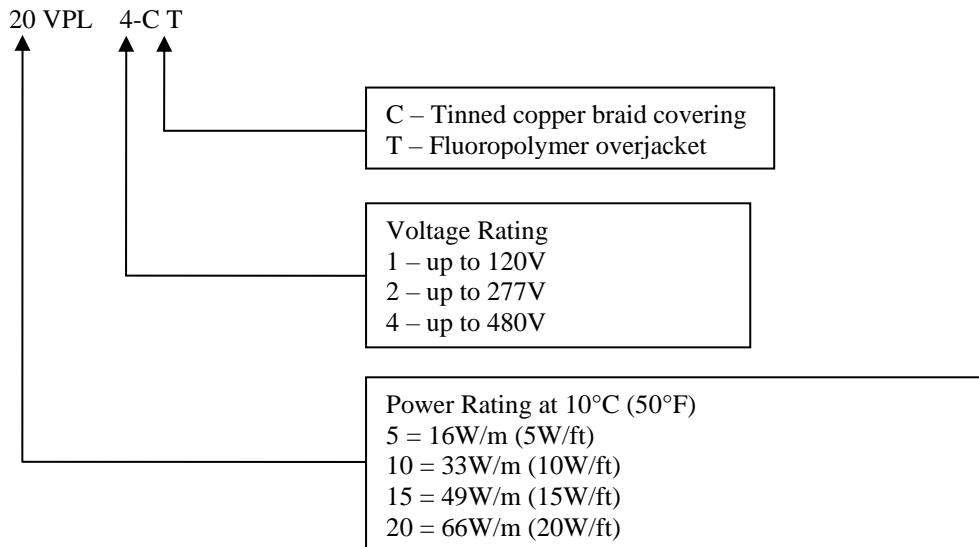 20 VPL 4-C T
C – Tinned copper braid covering
T – Fluoropolymer overjacket
Voltage Rating
1 – up to 120V
2 – up to 277V
4 – up to 480V
Power Rating at 10°C (50°F)
5 = 16W/m (5W/ft)
10 = 33W/m (10W/ft)
15 = 49W/m (15W/ft)
20 = 66W/m (20W/ft)